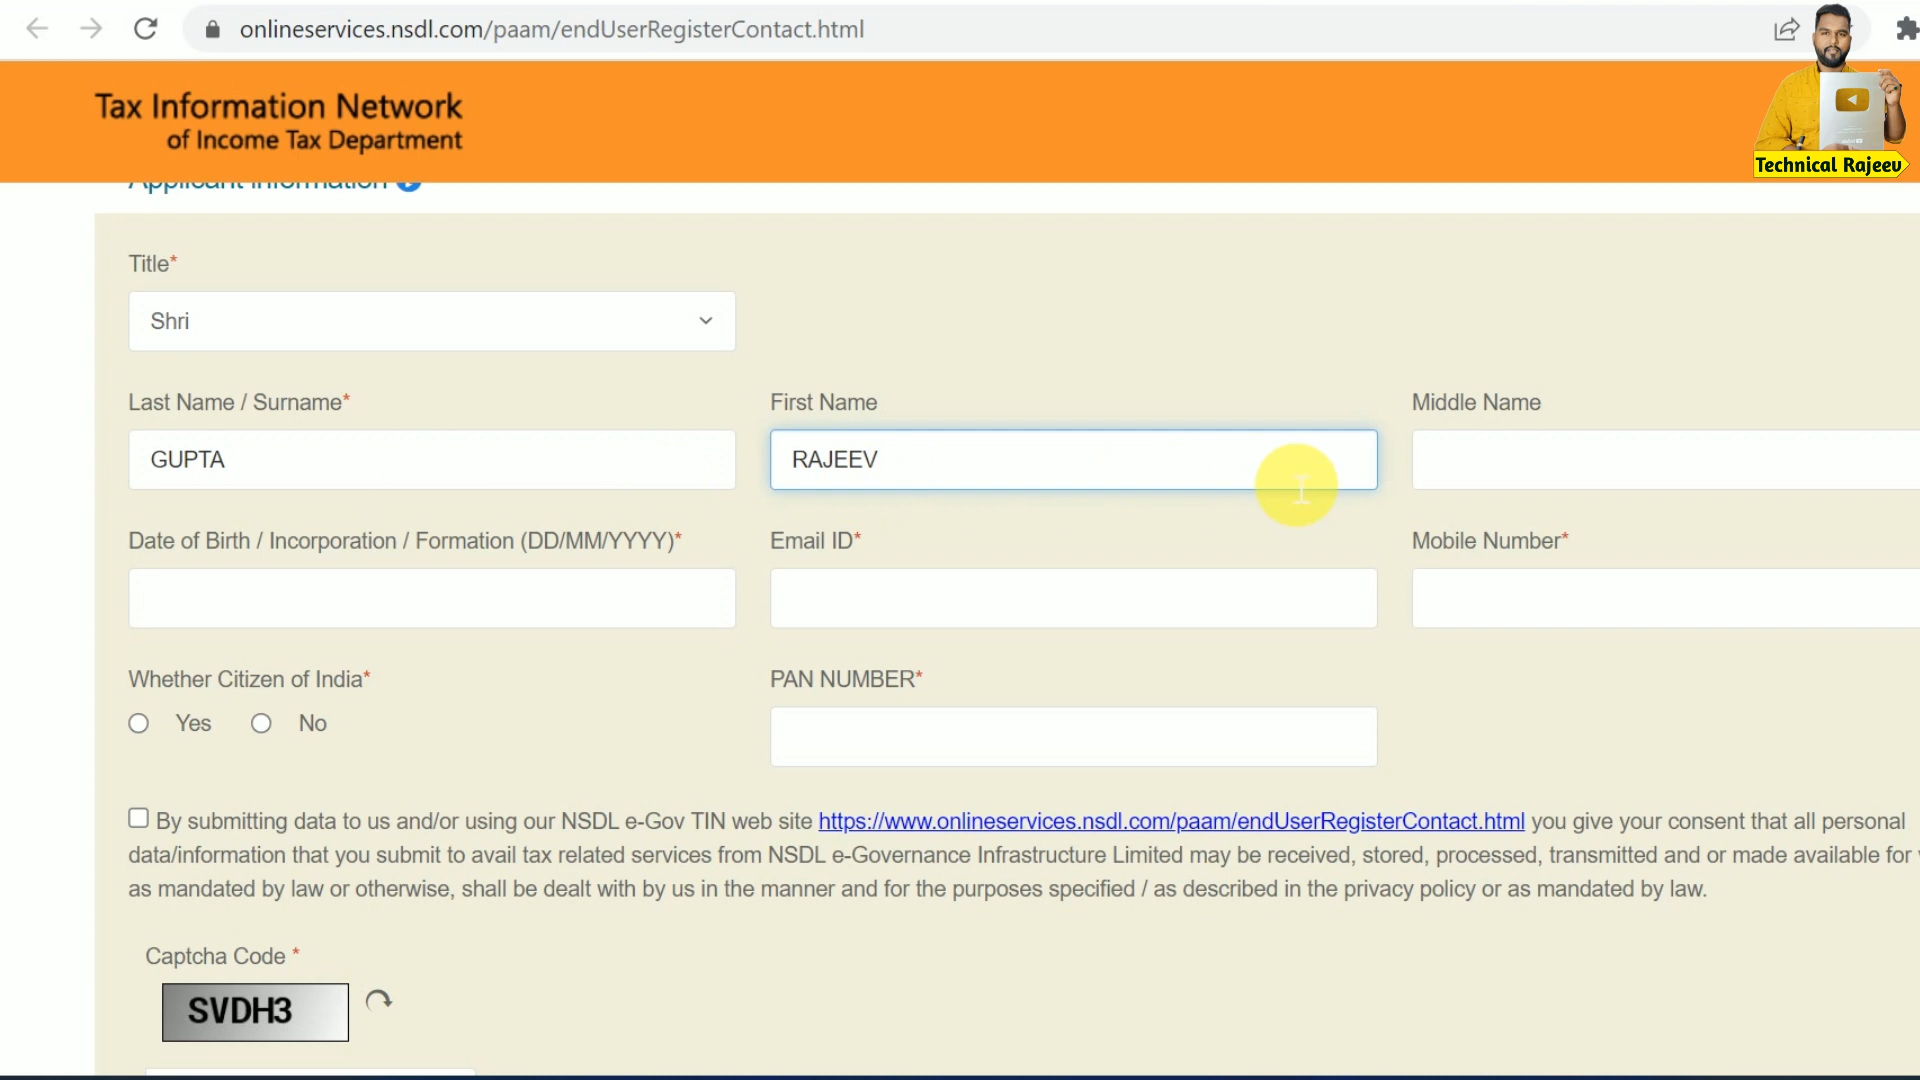 onlineservices.nsdl.com/paam/endUserRegisterContact.html
Tax Information Network
of Income Tax Department
Technical Rajeev
Applicant information
Title*
Shri
Last Name / Surname* First Name Middle Name
GUPTA RAJEEV
Date of Birth / Incorporation / Formation (DD/MM/YYYY)* Email ID* Mobile Number*
Whether Citizen of India* PAN NUMBER*
Yes No
By submitting data to us and/or using our NSDL e-Gov TIN web site https://www.onlineservices.nsdl.com/paam/endUserRegisterContact.html you give your consent that all personal
data/information that you submit to avail tax related services from NSDL e-Governance Infrastructure Limited may be received, stored, processed, transmitted and or made available for
as mandated by law or otherwise, shall be dealt with by us in the manner and for the purposes specified / as described in the privacy policy or as mandated by law.
Captcha Code *
SVDH3